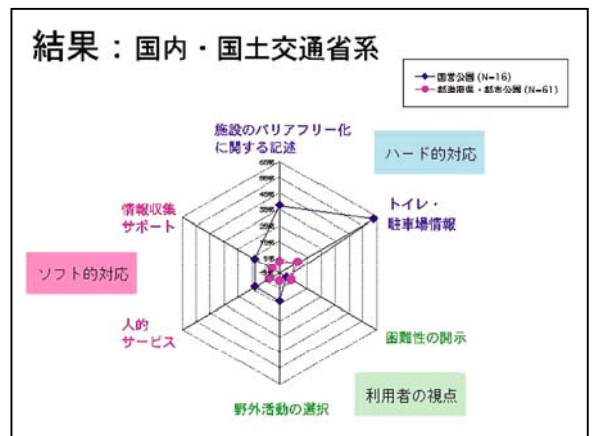 結果：国内・国土交通省系
国営公園 (N=16)
都道府県・都市公園 (N=61)
施設のバリアフリー化
に関する記述
ハード的対応
トイレ・
駐車場情報
情報収集
サポート
ソフト的対応
人的
サービス
困難性の開示
利用者の視点
野外活動の選択